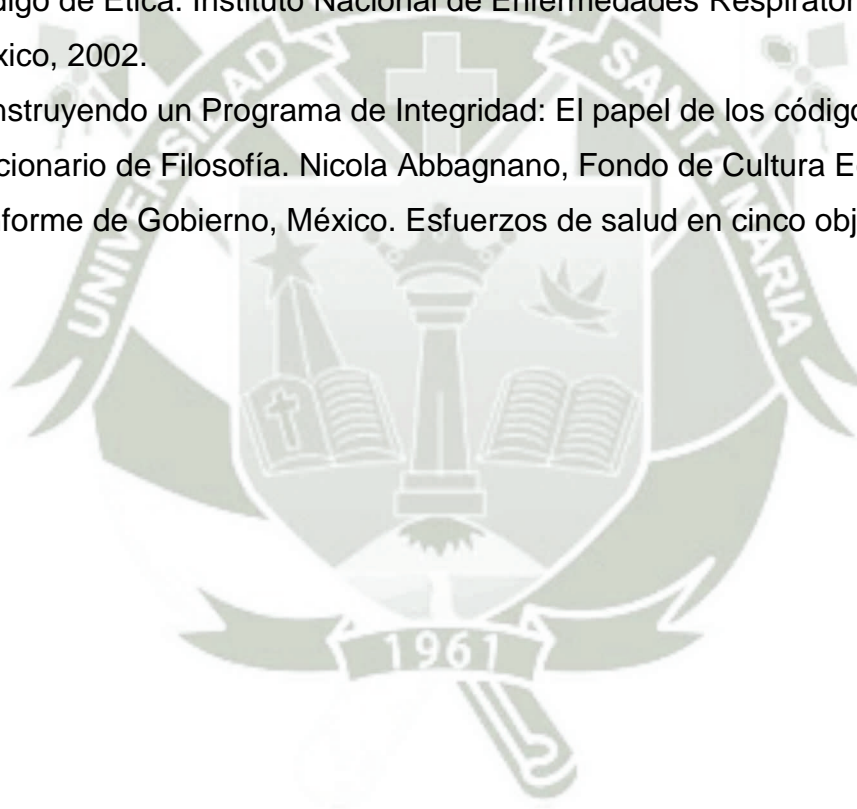 digo de Ética. Instituto Nacional de Enfermedades Respirator
xico, 2002.
nstruyendo un Programa de Integridad: El papel de los código
cionario de Filosofía. Nicola Abbagnano, Fondo de Cultura E
forme de Gobierno, México. Esfuerzos de salud en cinco obj
UNIVERSIDAD
SANTA MARIA
1961